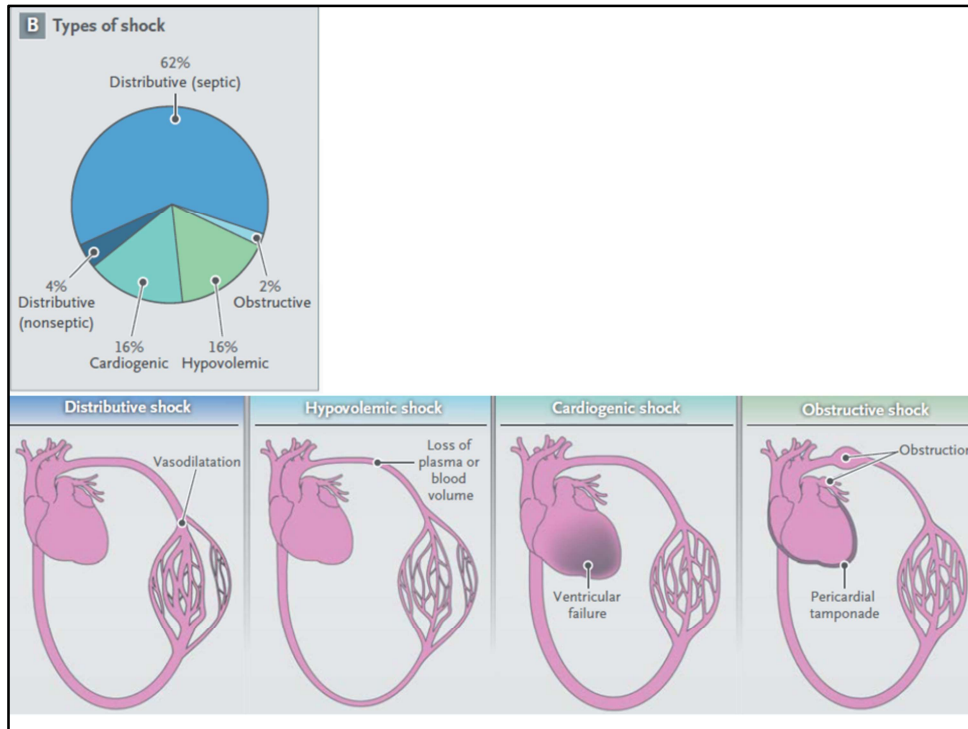 B Types of shock
62%
Distributive (septic)
4%
Distributive
(nonseptic)
2%
Obstructive
16%
Cardiogenic
16%
Hypovolemic
Distributive shock
Vasodilatation
Hypovolemic shock
Loss of
plasma or
blood
volume
Cardiogenic shock
Ventricular
failure
Obstructive shock
Obstruction
Pericardial
tamponade